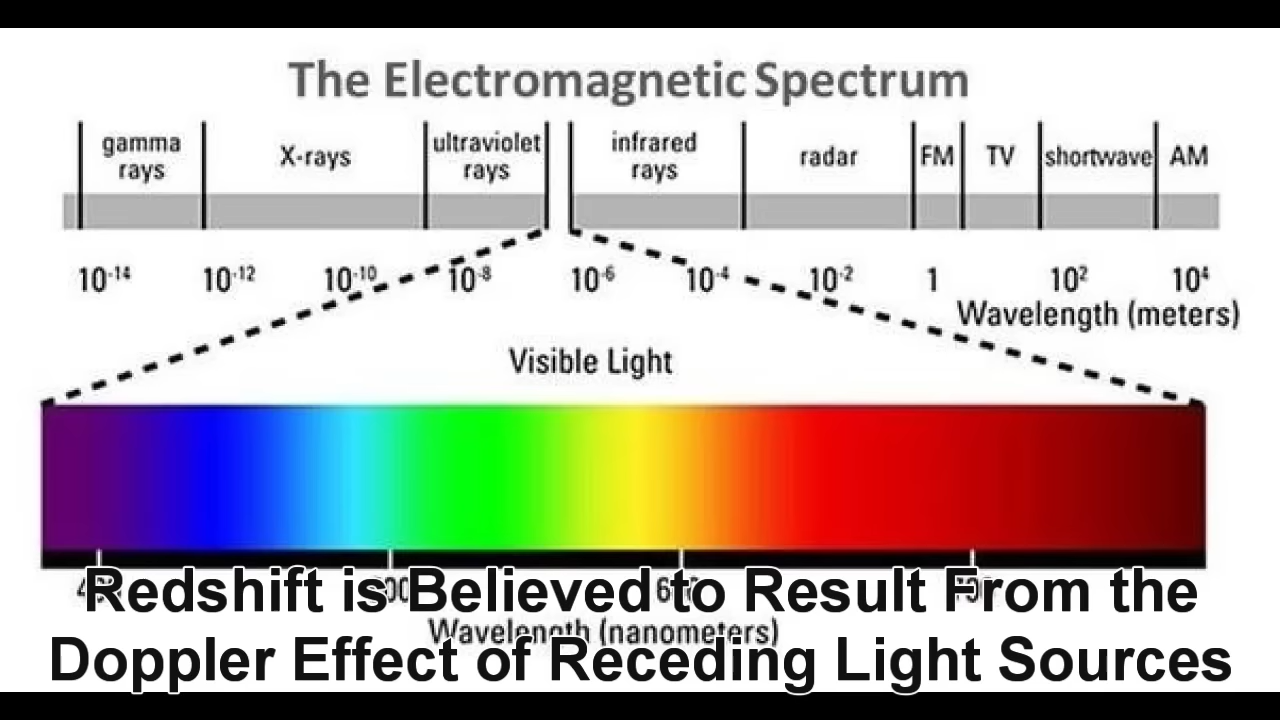 The Electromagnetic Spectrum
gamma rays X-rays ultraviolet rays infrared rays radar FM TV shortwave AM
10⁻¹⁴ 10⁻¹² 10⁻¹⁰ 10⁻⁸ 10⁻⁶ 10⁻⁴ 10⁻² 1 10² 10⁴
Wavelength (meters)
Visible Light
Redshift is Believed to Result From the
Wavelength (nanometers)
Doppler Effect of Receding Light Sources